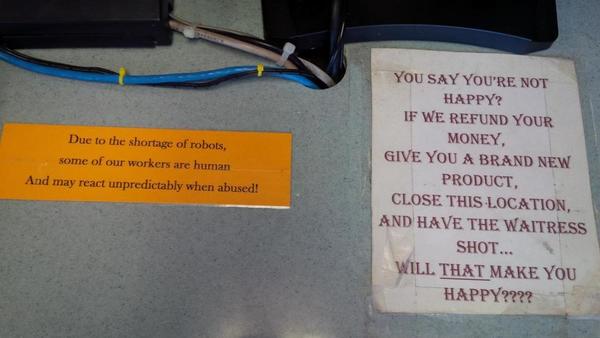 Due to the shortage of robots,
some of our workers are human
And may react unpredictably when abused!
YOU SAY YOU'RE NOT
HAPPY?
IF WE REFUND YOUR
MONEY,
GIVE YOU A BRAND NEW
PRODUCT,
CLOSE THIS LOCATION,
AND HAVE THE WAITRESS
SHOT...
WILL THAT MAKE YOU
HAPPY????